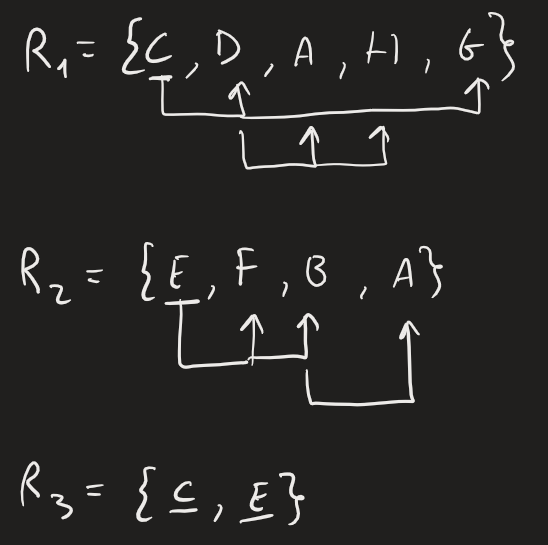 R₁ = {C, D, A, H, G}
R₂ = {E, F, B, A}
R₃ = {C, E}